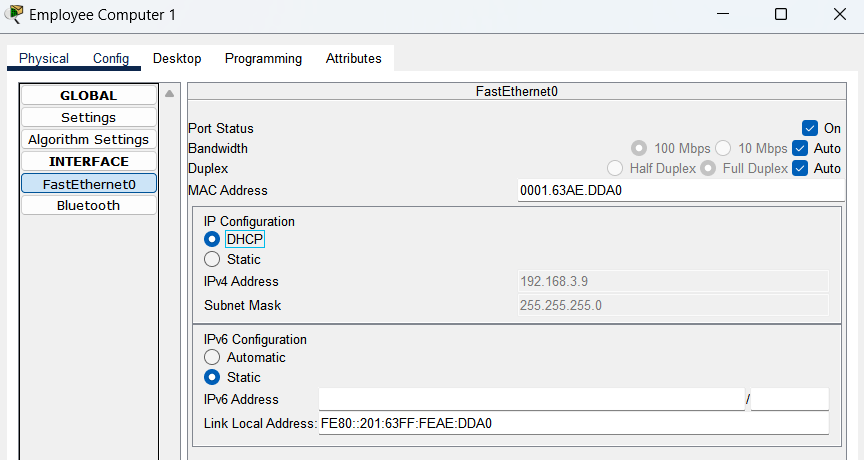 Employee Computer 1
Physical Config Desktop Programming Attributes
GLOBAL
Settings
Algorithm Settings
INTERFACE
FastEthernet0
Bluetooth
FastEthernet0
Port Status On
Bandwidth 100 Mbps 10 Mbps Auto
Duplex Half Duplex Full Duplex Auto
MAC Address 0001.63AE.DDA0
IP Configuration
DHCP
Static
IPv4 Address 192.168.3.9
Subnet Mask 255.255.255.0
IPv6 Configuration
Automatic
Static
IPv6 Address /
Link Local Address: FE80::201:63FF:FEAE:DDA0